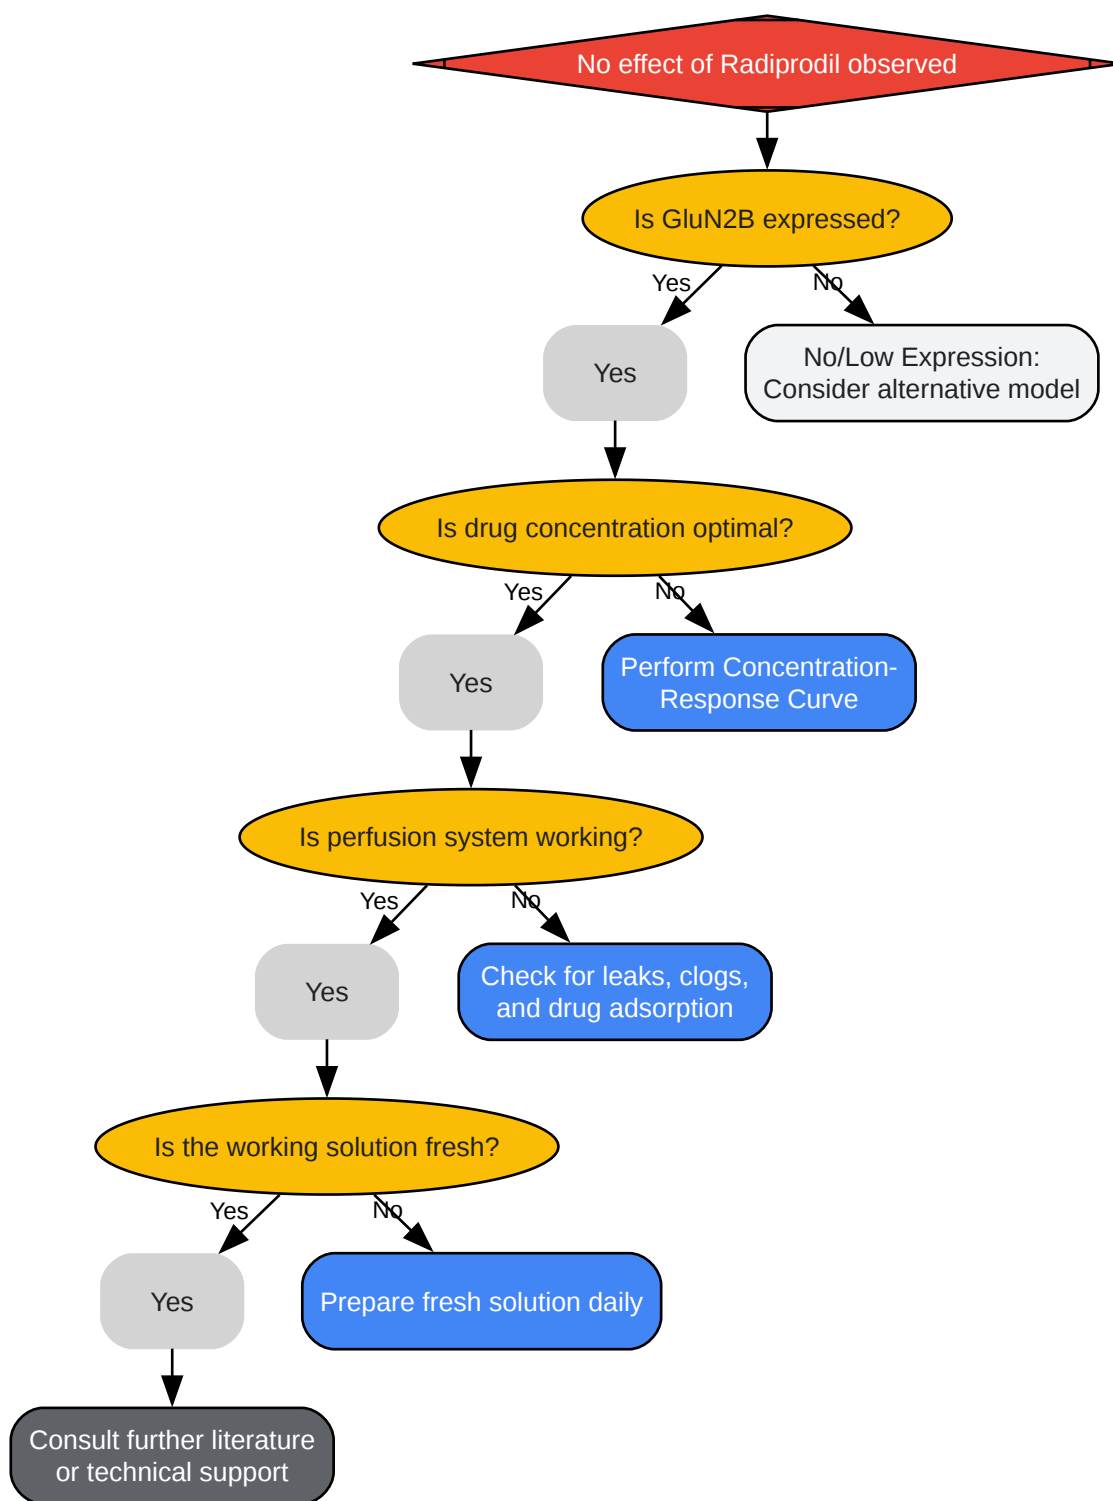 No effect of Radiprodil observed
Is GluN2B expressed?
Yes
No
Yes
No/Low Expression:
Consider alternative model
Is drug concentration optimal?
Yes
No
Yes
Perform Concentration-
Response Curve
Is perfusion system working?
Yes
No
Yes
Check for leaks, clogs,
and drug adsorption
Is the working solution fresh?
Yes
No
Yes
Prepare fresh solution daily
Consult further literature
or technical support